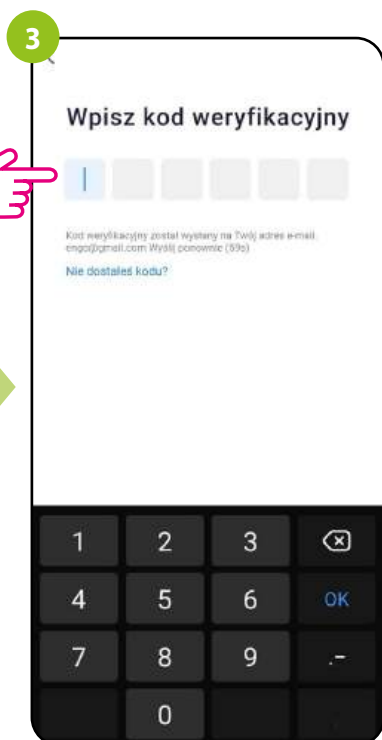 3
Wpisz kod weryfikacyjny
Kod weryfikacyjny został wysłany na Twój adres e-mail:
engo@gmail.com Wyślij ponownie (59s)
Nie dostałeś kodu?
1 2 3
4 5 6 OK
7 8 9 .-
0